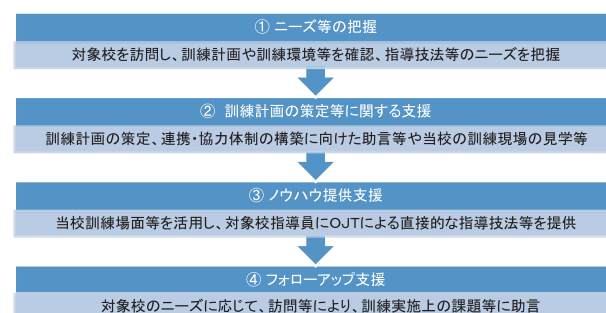 ① ニーズ等の把握
対象校を訪問し、訓練計画や訓練環境等を確認、指導技法等のニーズを把握
② 訓練計画の策定等に関する支援
訓練計画の策定、連携・協力体制の構築に向けた助言等や当校の訓練現場の見学等
③ ノウハウ提供支援
当校訓練場面等を活用し、対象校指導員にOJTによる直接的な指導技法等を提供
④ フォローアップ支援
対象校のニーズに応じて、訪問等により、訓練実施上の課題等に助言